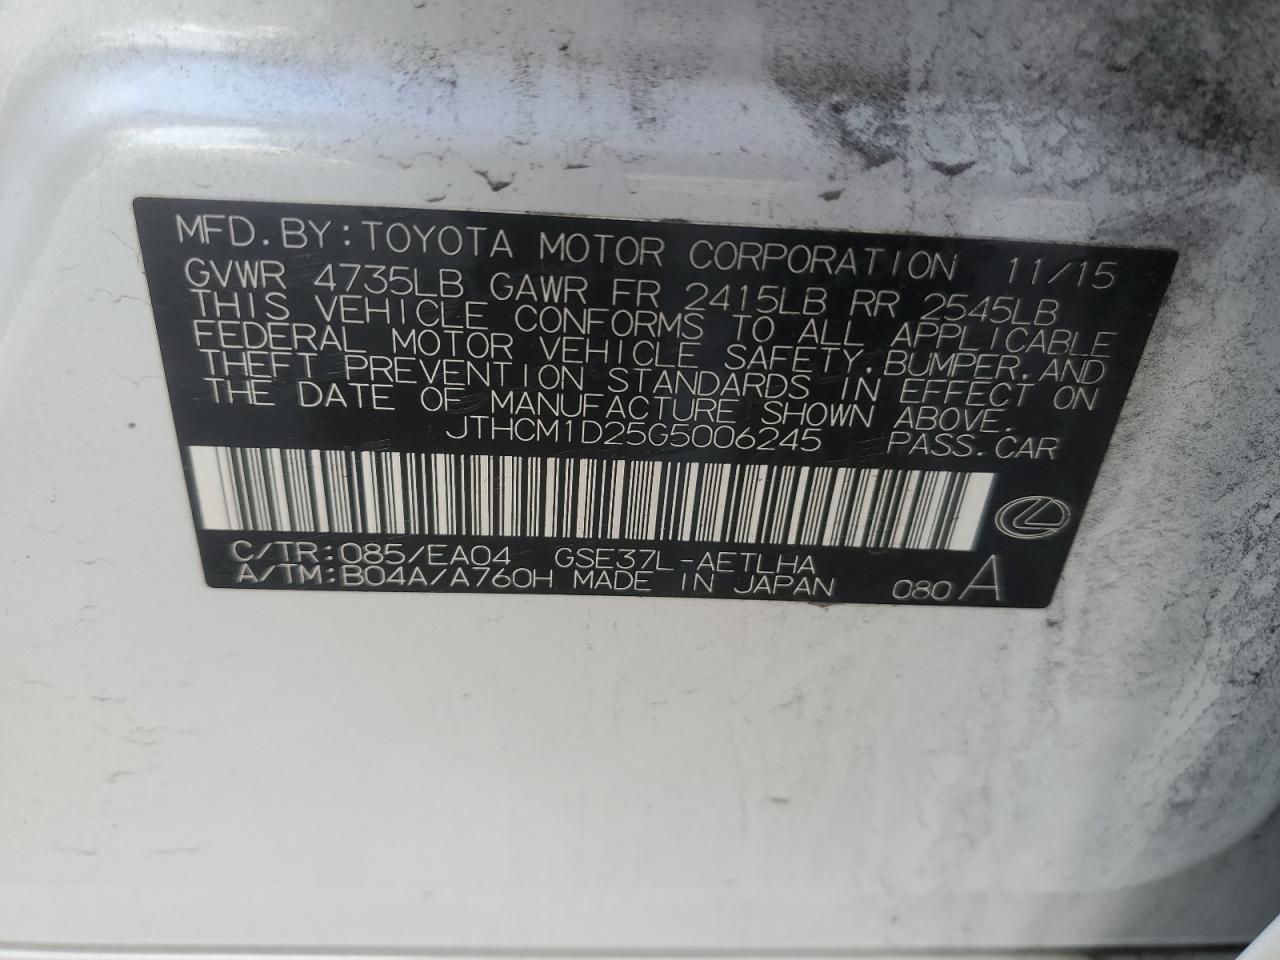 MFD. BY: TOYOTA MOTOR CORPORATION 11/15
GVWR 4735LB GAWR FR 2415LB RR 2545LB
THIS VEHICLE CONFORMS TO ALL APPLICABLE
FEDERAL MOTOR VEHICLE SAFETY, BUMPER, AND
THEFT PREVENTION STANDARDS IN EFFECT ON
THE DATE OF MANUFACTURE SHOWN ABOVE.
JTHCM1D25G5006245 PASS. CAR
C/TR: 085/EA04 GSE37L-AETLHA
A/TM: B04A/A760H MADE IN JAPAN 080 A